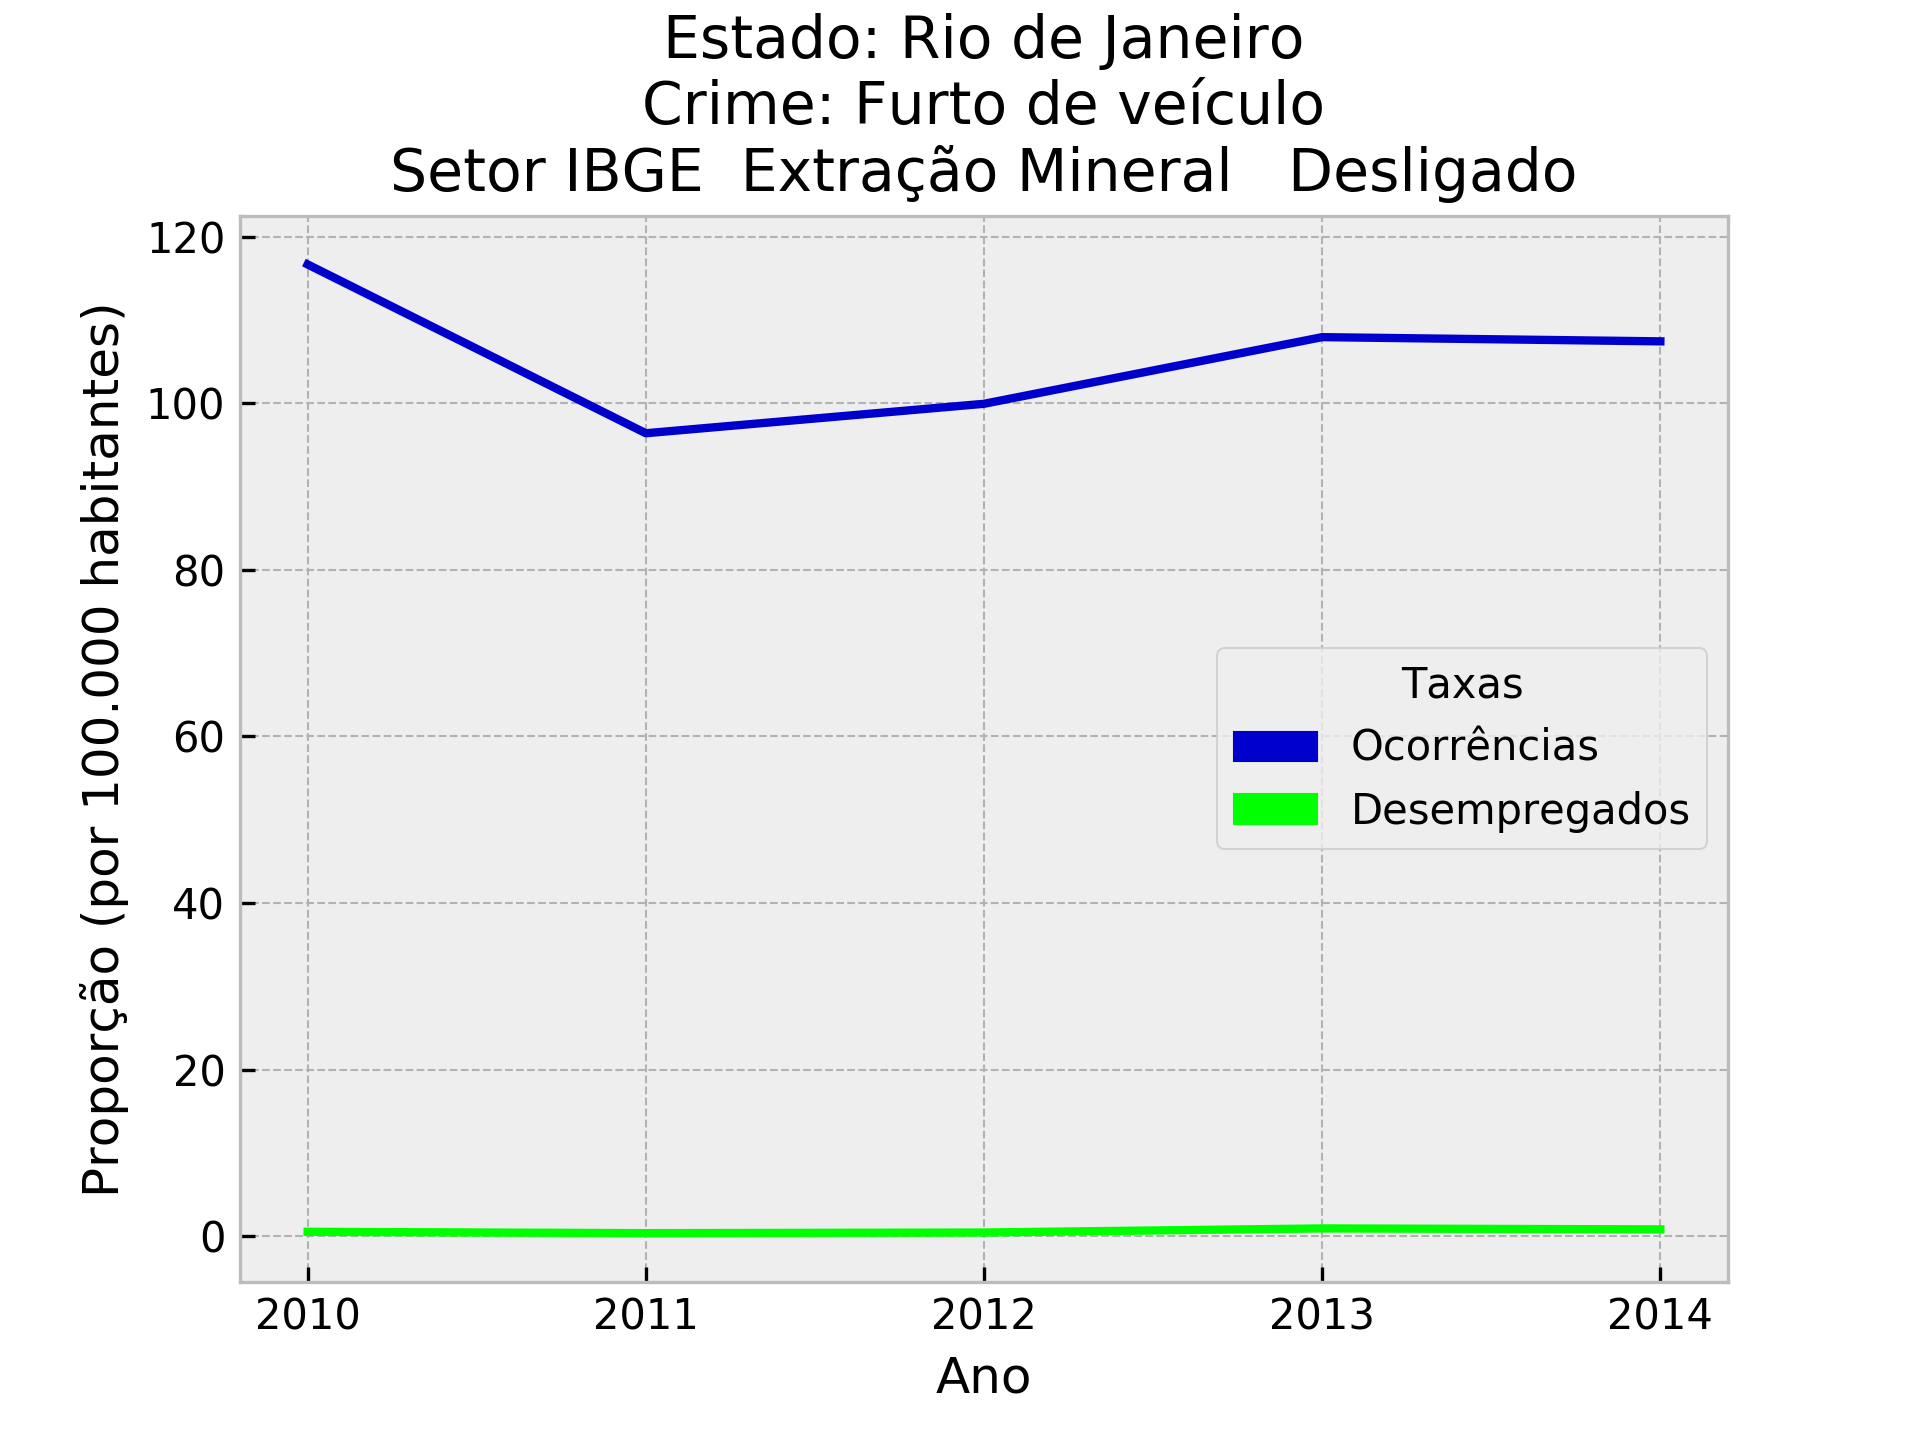 Estado: Rio de Janeiro
Crime: Furto de veículo
Setor IBGE  Extração Mineral   Desligado
Proporção (por 100.000 habitantes)
120
100
80
60
40
20
0
Taxas
Ocorrências
Desempregados
2010 2011 2012 2013 2014
Ano